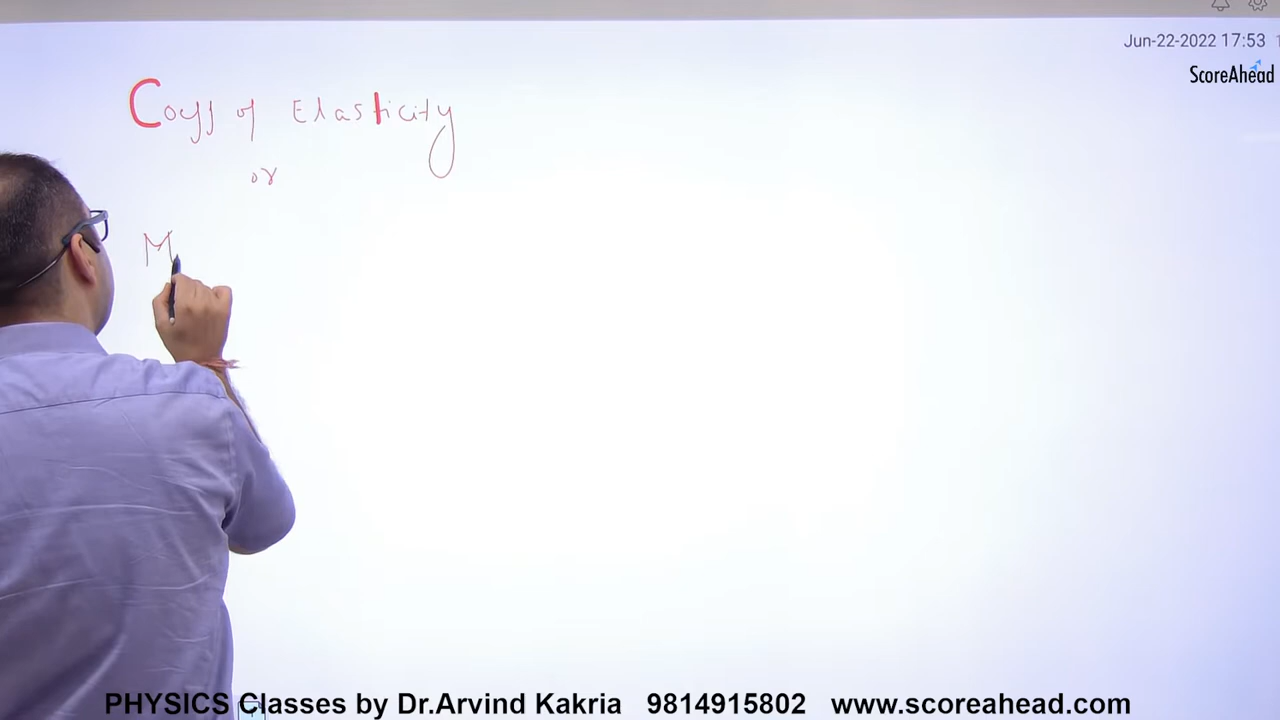 Jun-22-2022 17:53
ScoreAhead
Coeff of Elasticity
or
M
PHYSICS Classes by Dr.Arvind Kakria 9814915802 www.scoreahead.com